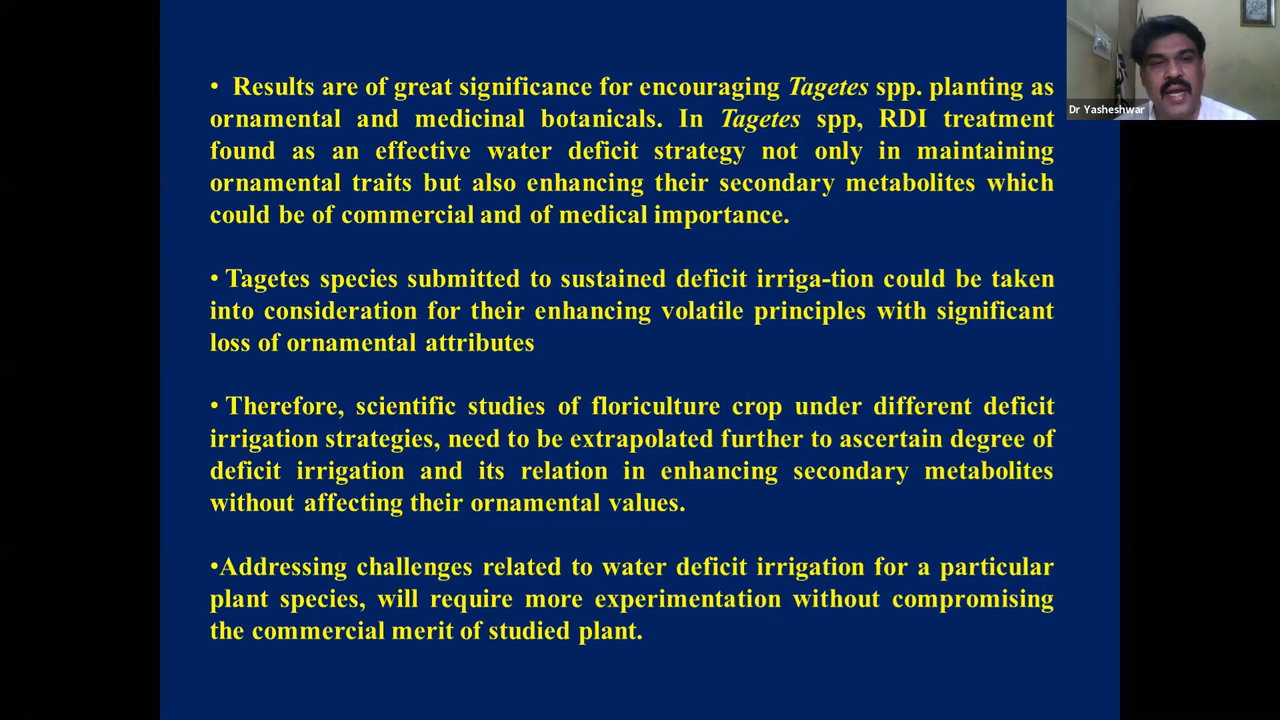 • Results are of great significance for encouraging Tagetes spp. planting as
ornamental and medicinal botanicals. In Tagetes spp, RDI treatment
found as an effective water deficit strategy not only in maintaining
ornamental traits but also enhancing their secondary metabolites which
could be of commercial and of medical importance.
• Tagetes species submitted to sustained deficit irriga-tion could be taken
into consideration for their enhancing volatile principles with significant
loss of ornamental attributes
• Therefore, scientific studies of floriculture crop under different deficit
irrigation strategies, need to be extrapolated further to ascertain degree of
deficit irrigation and its relation in enhancing secondary metabolites
without affecting their ornamental values.
•Addressing challenges related to water deficit irrigation for a particular
plant species, will require more experimentation without compromising
the commercial merit of studied plant.
Dr Yasheshwar